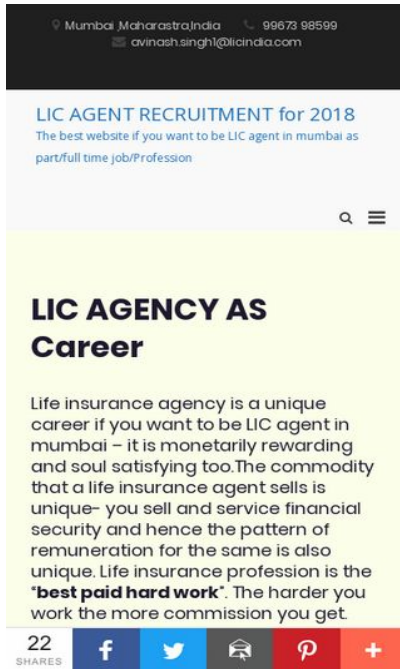 Mumbai ,Maharastra,India 99673 98599
avinash.singh1@licindia.com
LIC AGENT RECRUITMENT for 2018
The best website if you want to be LIC agent in mumbai as
part/full time job/Profession
LIC AGENCY AS
Career
Life insurance agency is a unique
career if you want to be LIC agent in
mumbai – it is monetarily rewarding
and soul satisfying too.The commodity
that a life insurance agent sells is
unique- you sell and service financial
security and hence the pattern of
remuneration for the same is also
unique. Life insurance profession is the
"best paid hard work". The harder you
work the more commission you get.
22
SHARES